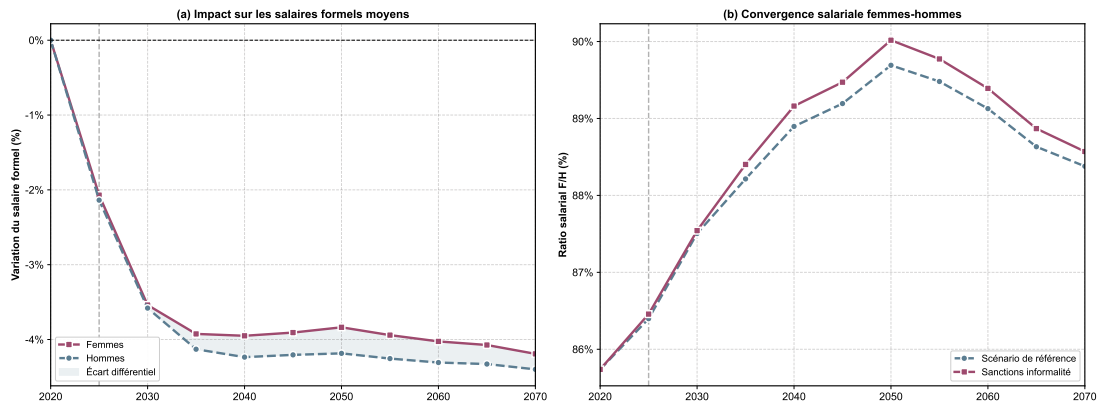 (a) Impact sur les salaires formels moyens
Variation du salaire formel (%)
0%
-1%
-2%
-3%
-4%
Femmes
Hommes
Écart différentiel
2020
2030
2040
2050
2060
2070
(b) Convergence salariale femmes-hommes
Ratio salarial F/H (%)
90%
89%
88%
87%
86%
Scénario de référence
Sanctions informalité
2020
2030
2040
2050
2060
2070